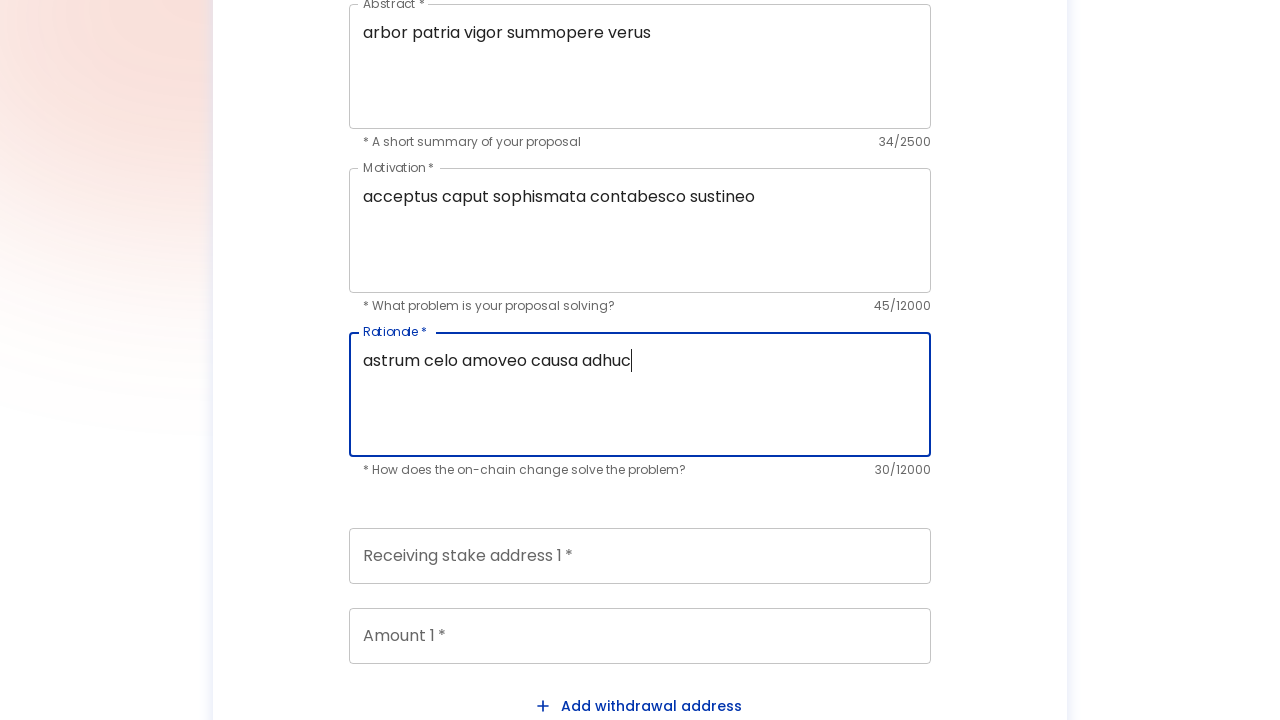 Abstract *
arbor patria vigor summopere verus
* A short summary of your proposal 34/2500
Motivation *
acceptus caput sophismata contabesco sustineo
* What problem is your proposal solving? 45/12000
Rationale *
astrum celo amoveo causa adhuc
* How does the on-chain change solve the problem? 30/12000
Receiving stake address 1 *
Amount 1 *
+ Add withdrawal address